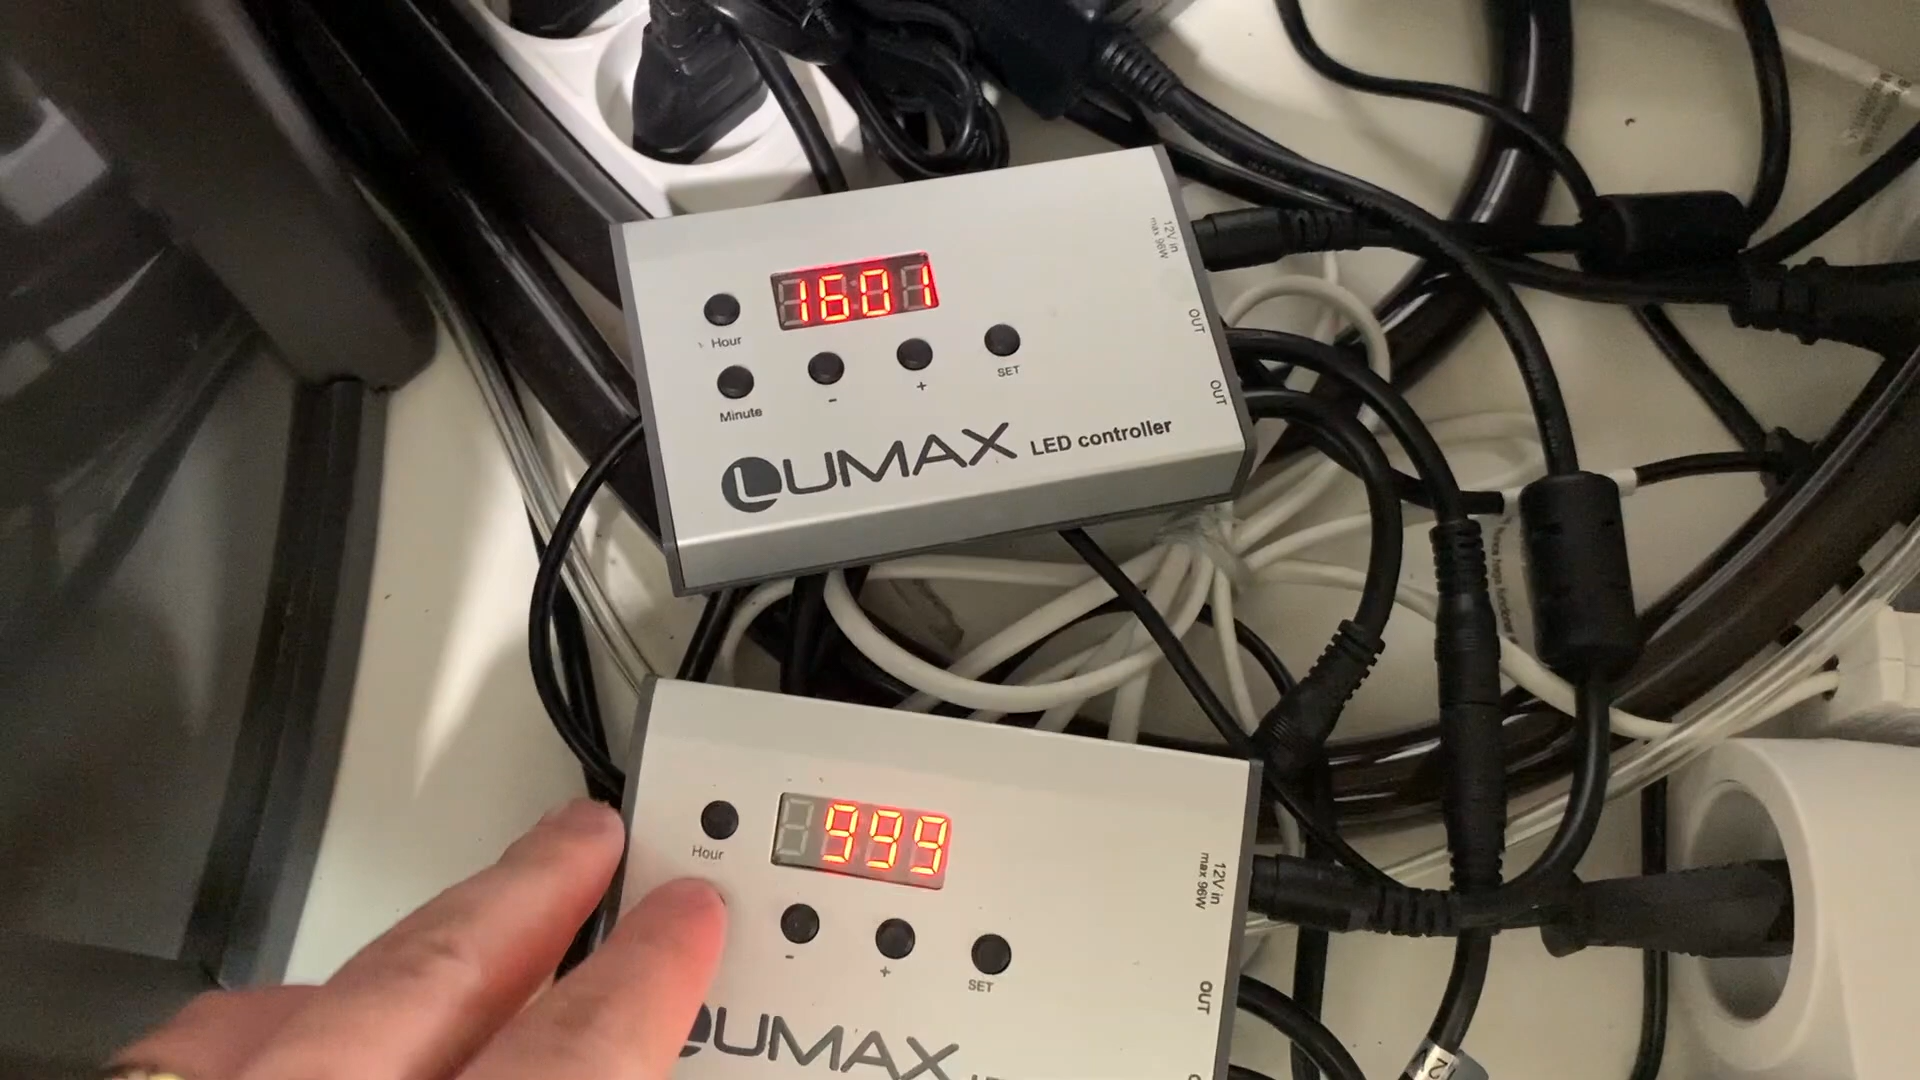 1601
12V in
max 96W
Hour
OUT
- + SET
Minute
OUT
LUMAX LED controller
999
Hour
12V in
max 96W
- + SET
OUT
LUMAX
12V